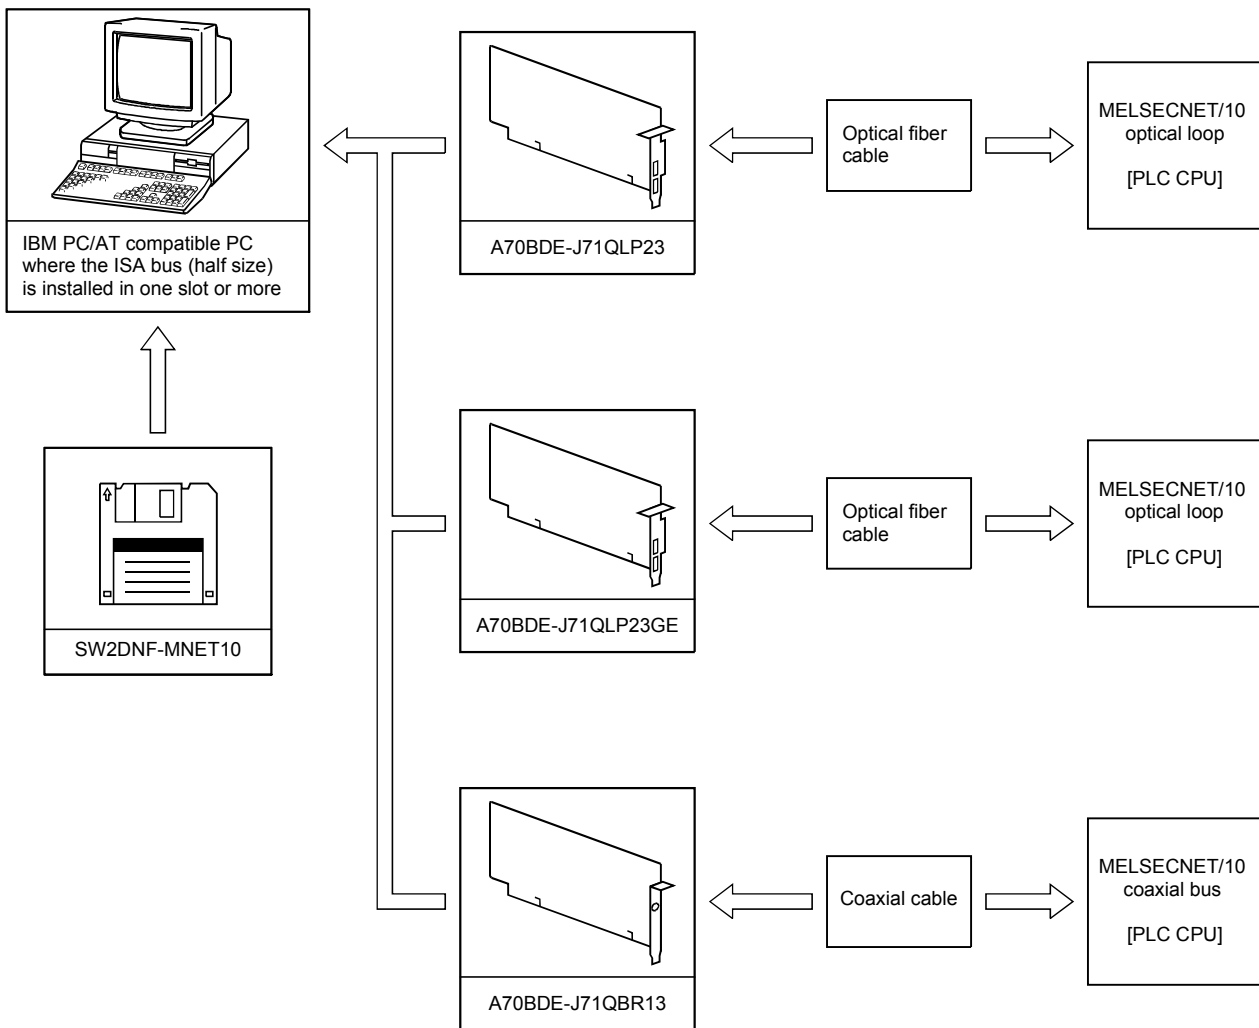 IBM PC/AT compatible PC
where the ISA bus (half size)
is installed in one slot or more
SW2DNF-MNET10
A70BDE-J71QLP23
Optical fiber
cable
MELSECNET/10
optical loop
[PLC CPU]
A70BDE-J71QLP23GE
Optical fiber
cable
MELSECNET/10
optical loop
[PLC CPU]
A70BDE-J71QBR13
Coaxial cable
MELSECNET/10
coaxial bus
[PLC CPU]